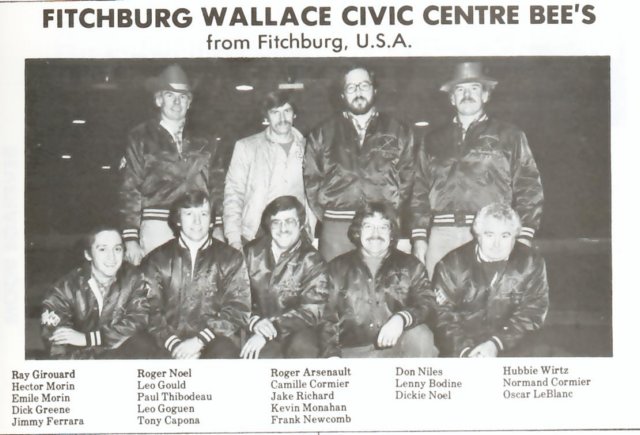 FITCHBURG WALLACE CIVIC CENTRE BEE'S
from Fitchburg, U.S.A.
Ray Girouard
Hector Morin
Emile Morin
Dick Greene
Jimmy Ferrara
Roger Noel
Leo Gould
Paul Thibodeau
Leo Goguen
Tony Capona
Roger Arsenault
Camille Cormier
Jake Richard
Kevin Monahan
Frank Newcomb
Don Niles
Lenny Bodine
Dickie Noel
Hubbie Wirtz
Normand Cormier
Oscar LeBlanc